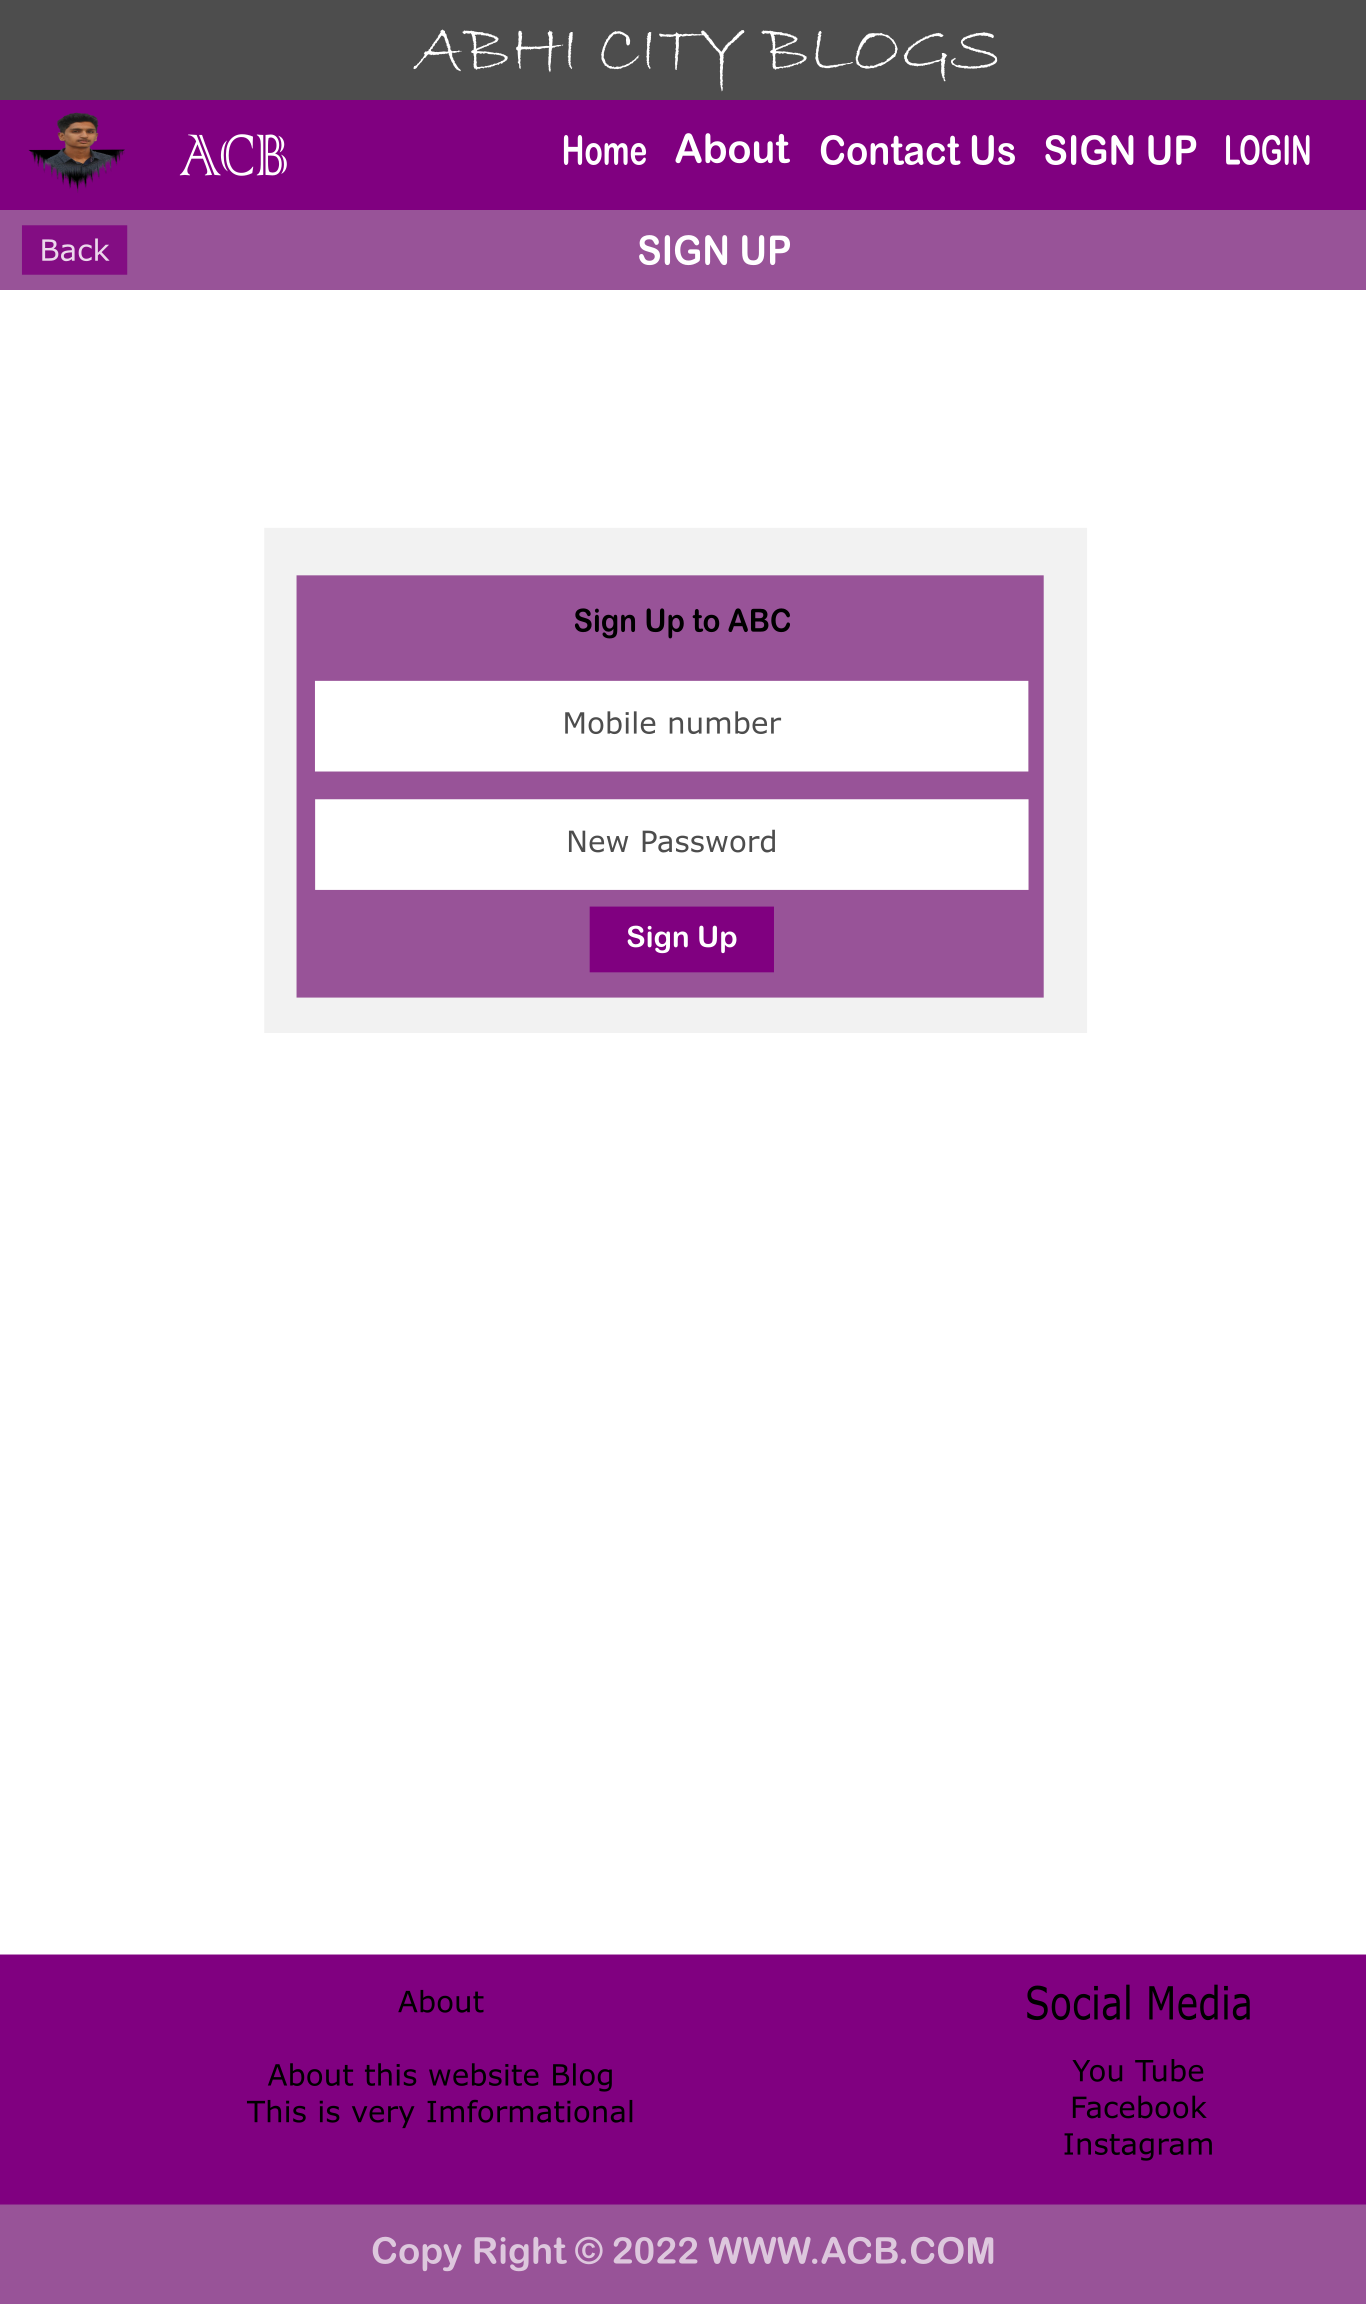 ABHI CITY BLOGS
ACB
Home About Contact Us SIGN UP LOGIN
Back
SIGN UP
Sign Up to ABC
Mobile number
New Password
Sign Up
About
About this website Blog
This is very Imformational
Social Media
You Tube
Facebook
Instagram
Copy Right © 2022 WWW.ACB.COM